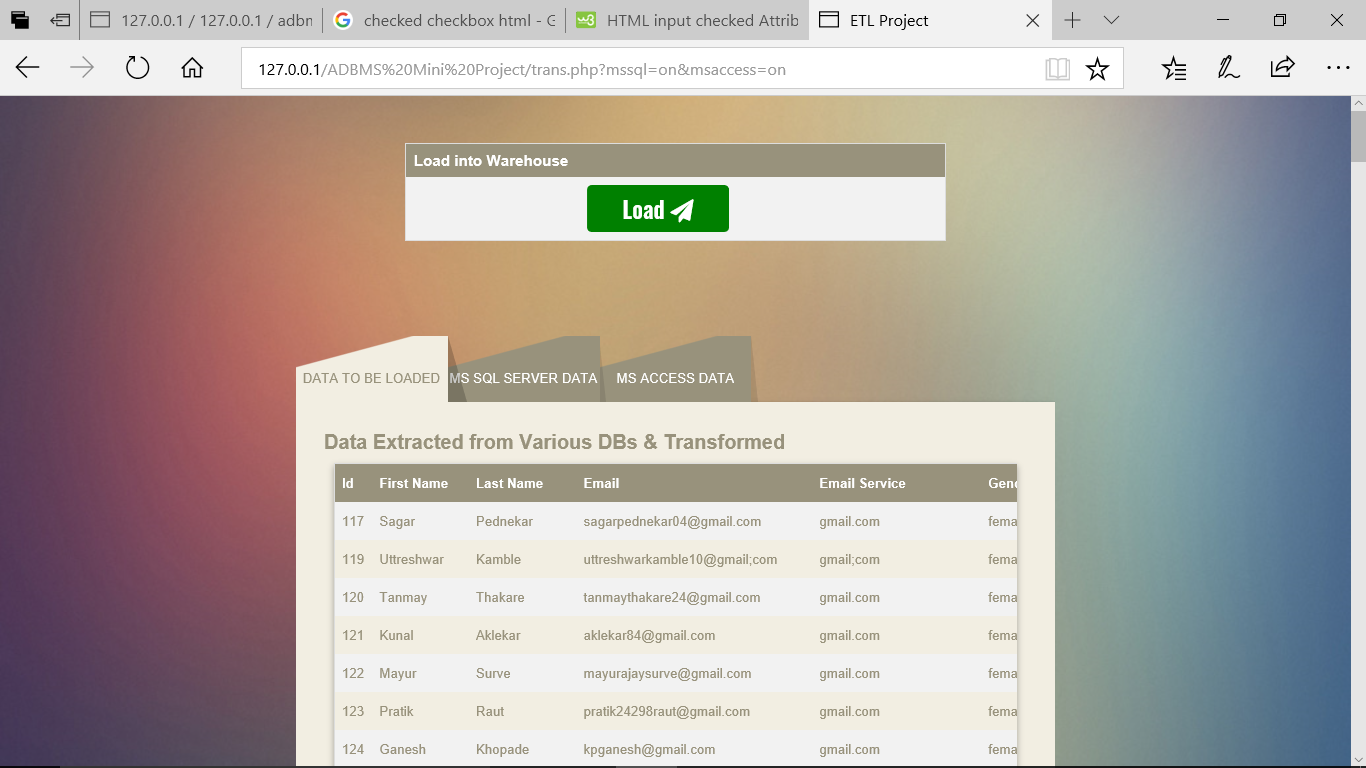 127.0.0.1 / 127.0.0.1 / adbm
checked checkbox html - G
w3
HTML input checked Attrib
ETL Project
127.0.0.1/ADBMS%20Mini%20Project/trans.php?mssql=on&msaccess=on
Load into Warehouse
Load
DATA TO BE LOADED MS SQL SERVER DATA MS ACCESS DATA
Data Extracted from Various DBs & Transformed
Id First Name Last Name Email Email Service Gen
117 Sagar Pednekar sagarpednekar04@gmail.com gmail.com fema
119 Uttreshwar Kamble uttreshwarkamble10@gmail;com gmail;com fema
120 Tanmay Thakare tanmaythakare24@gmail.com gmail.com fema
121 Kunal Aklekar aklekar84@gmail.com gmail.com fema
122 Mayur Surve mayurajaysurve@gmail.com gmail.com fema
123 Pratik Raut pratik24298raut@gmail.com gmail.com fema
124 Ganesh Khopade kpganesh@gmail.com gmail.com fema